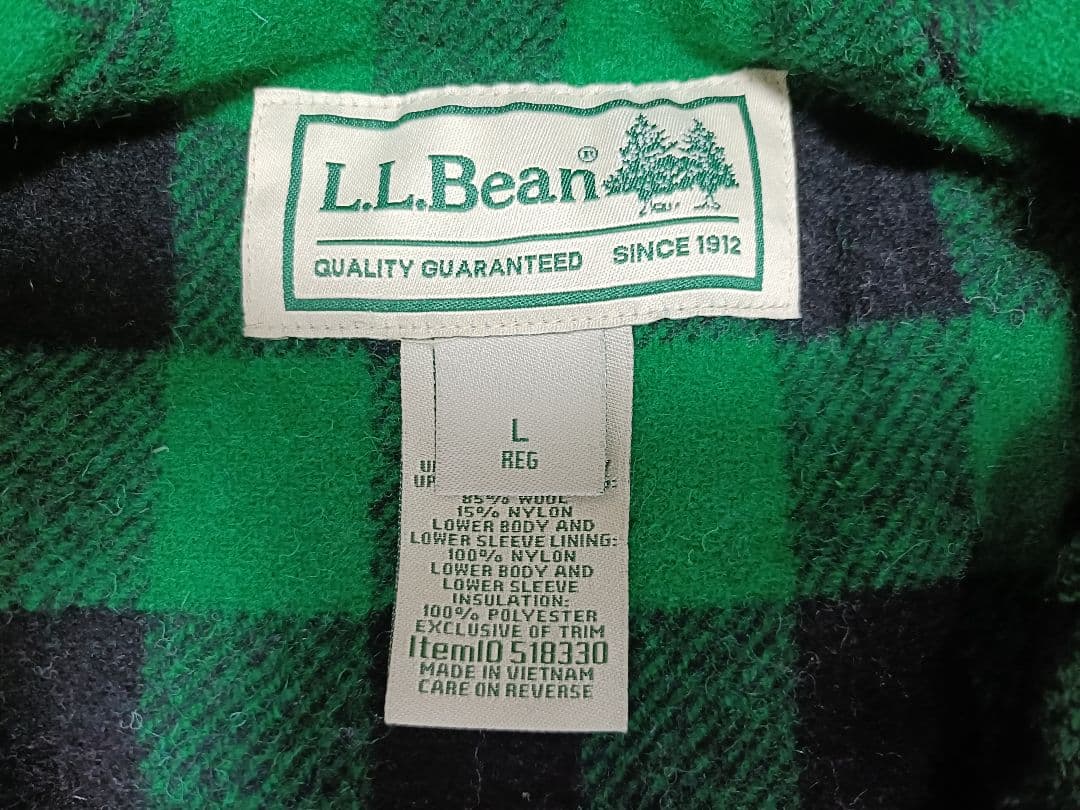 L.L.Bean®
QUALITY GUARANTEED SINCE 1912
L
REG
85% WOOL
15% NYLON
LOWER BODY AND
LOWER SLEEVE LINING:
100% NYLON
LOWER BODY AND
LOWER SLEEVE
INSULATION:
100% POLYESTER
EXCLUSIVE OF TRIM
ItemID 518330
MADE IN VIETNAM
CARE ON REVERSE